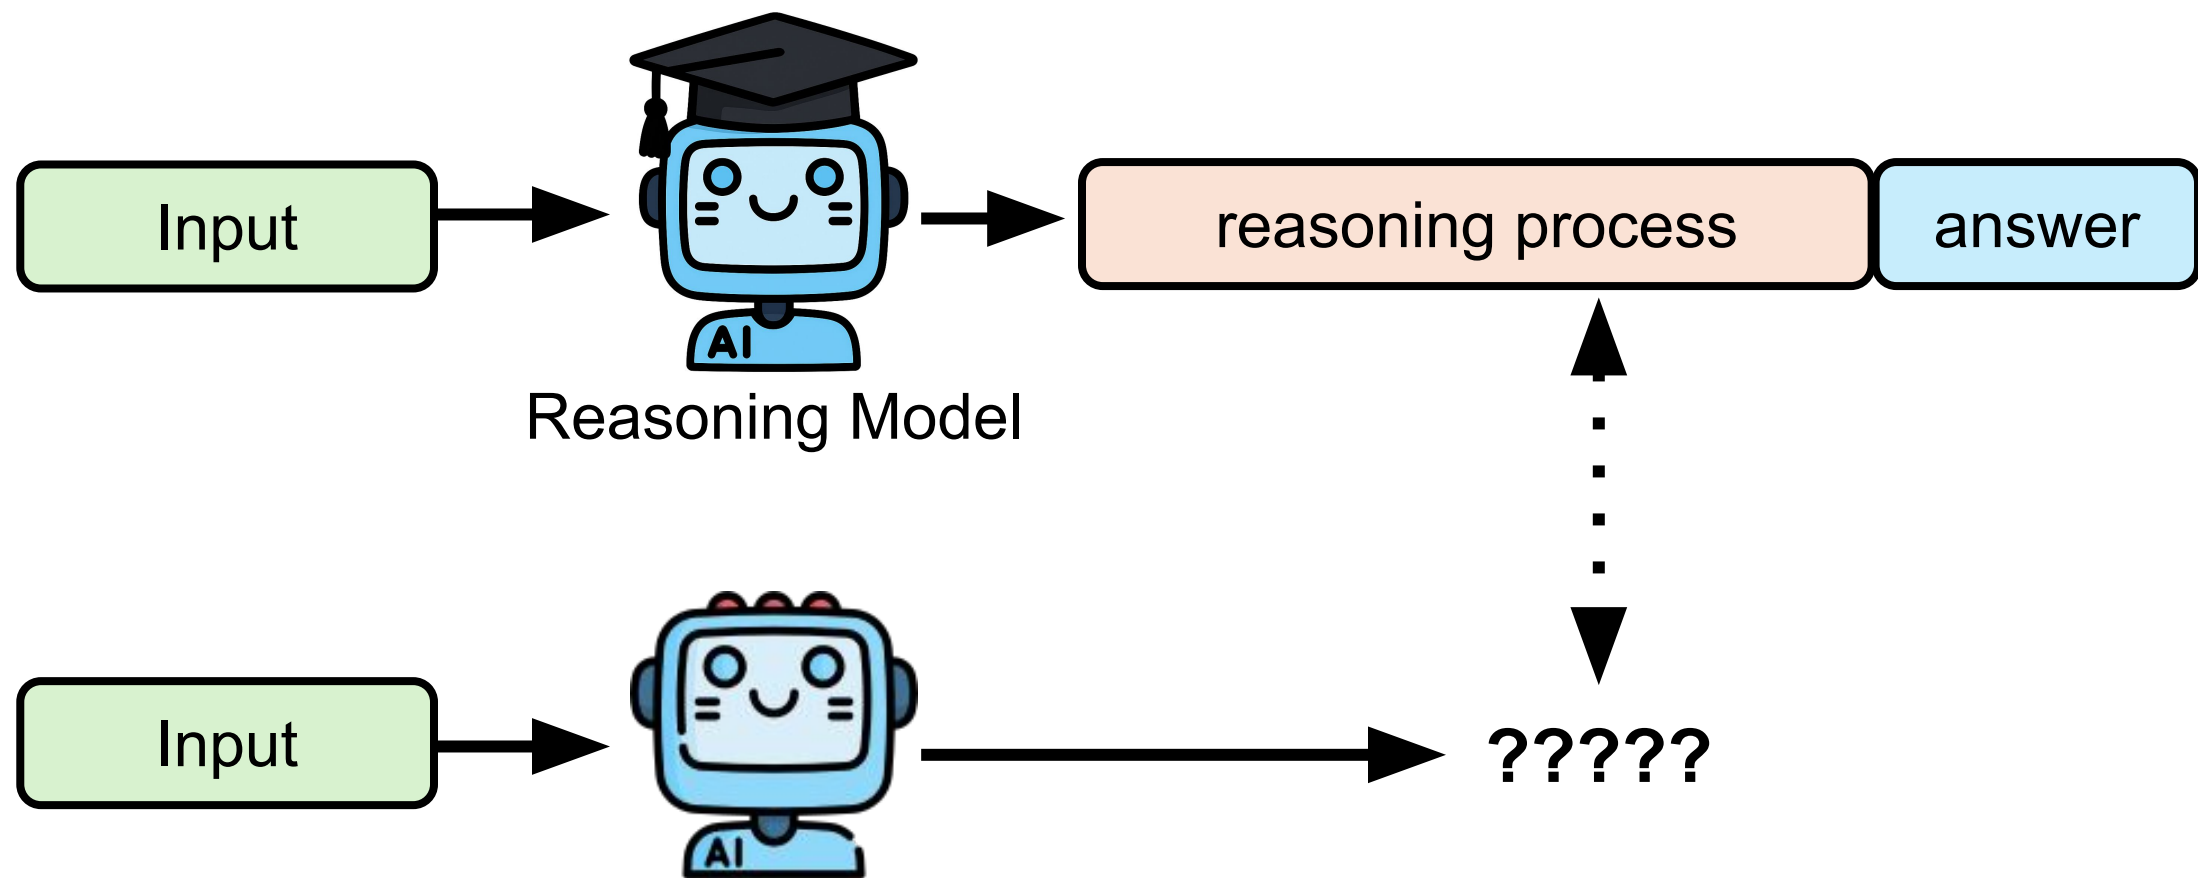 Input
AI
Reasoning Model
reasoning process
answer
Input
AI
?????